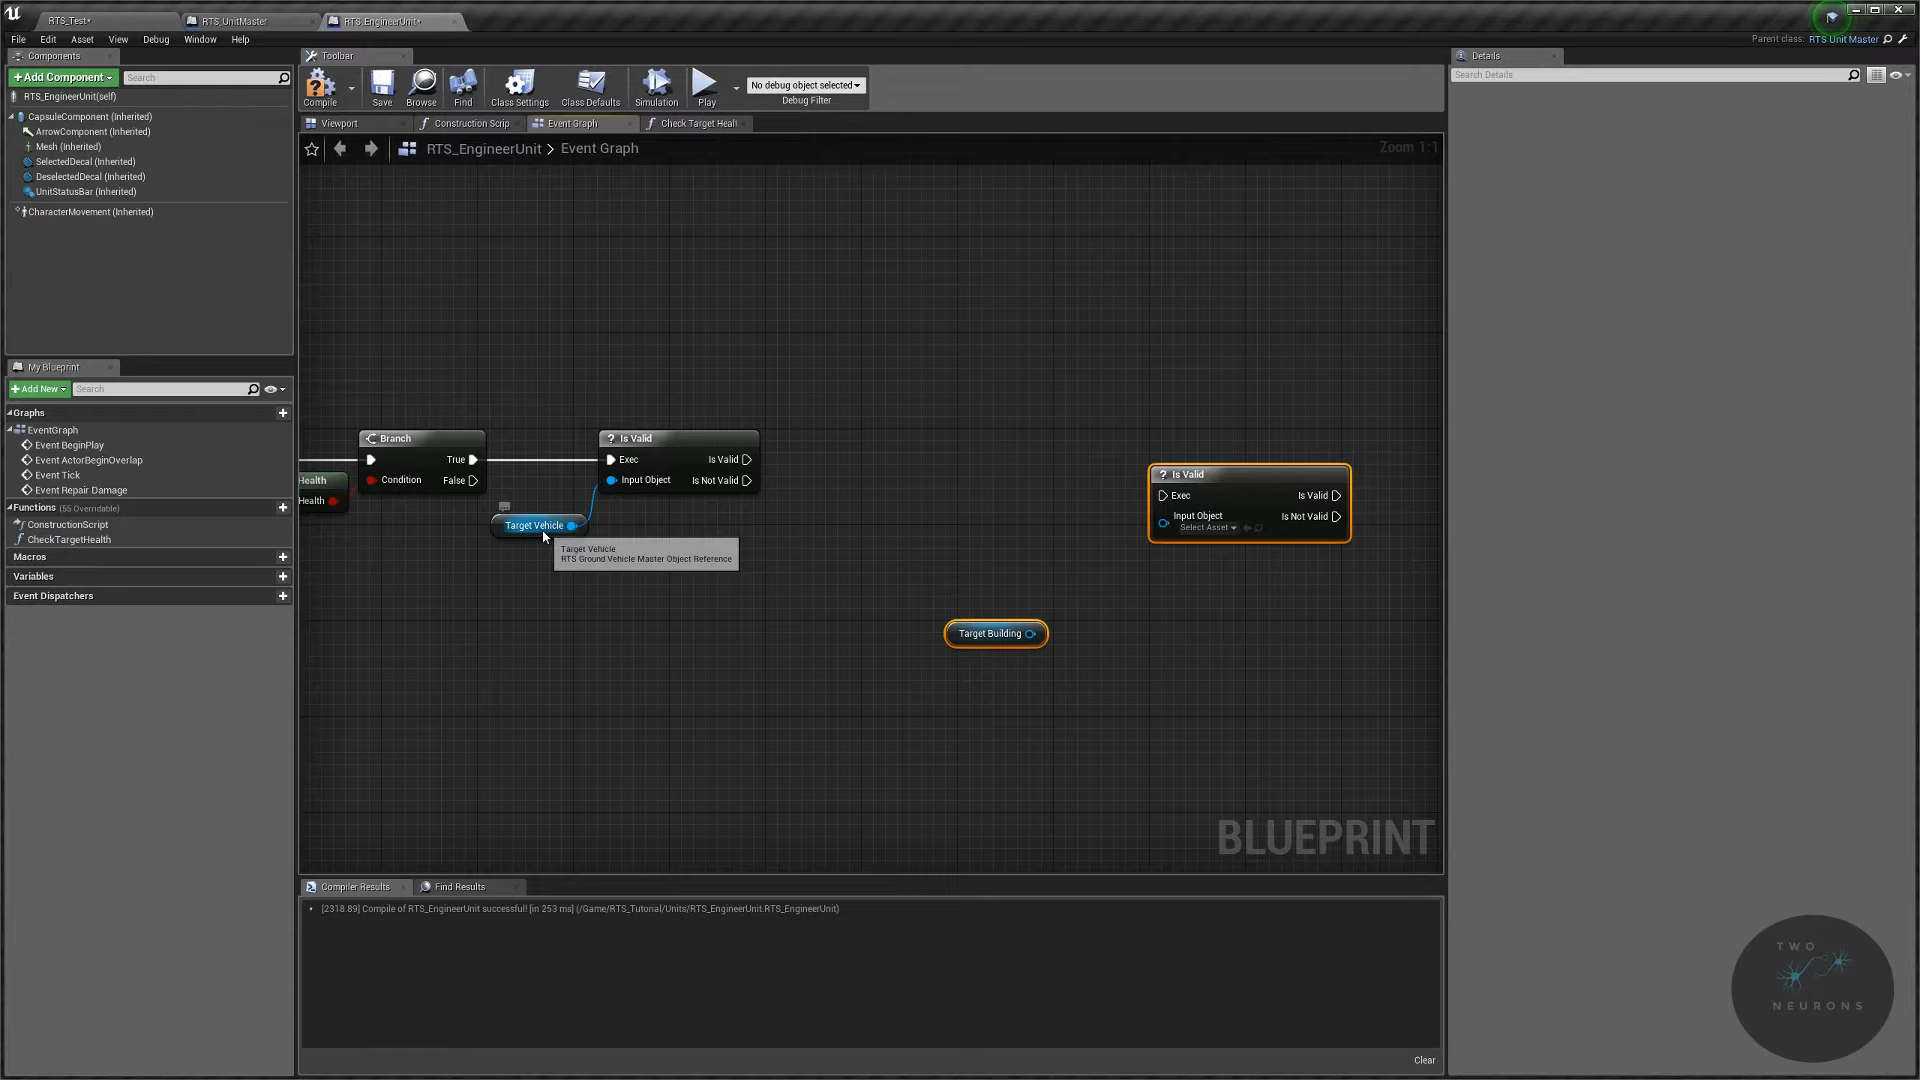 RTS_Test*
RTS_UnitMaster
RTS_EngineerUnit*
File Edit Asset View Debug Window Help
Parent class: RTS Unit Master
Components
Toolbar
Details
+Add Component
Search
Search Details
Compile
Save
Browse
Find
Class Settings
Class Defaults
Simulation
Play
No debug object selected
Debug Filter
RTS_EngineerUnit(self)
CapsuleComponent (Inherited)
ArrowComponent (Inherited)
Mesh (Inherited)
SelectedDecal (Inherited)
DeselectedDecal (Inherited)
UnitStatusBar (Inherited)
CharacterMovement (Inherited)
Viewport
Construction Scrip
Event Graph
Check Target Healt
RTS_EngineerUnit > Event Graph
Zoom 1:1
My Blueprint
+Add New
Search
Graphs
EventGraph
Event BeginPlay
Event ActorBeginOverlap
Event Tick
Event Repair Damage
Functions (55 Overridable)
ConstructionScript
CheckTargetHealth
Macros
Variables
Event Dispatchers
Health
Health
Branch
True
Condition
False
? Is Valid
Exec
Is Valid
Input Object
Is Not Valid
Target Vehicle
Target Vehicle
RTS Ground Vehicle Master Object Reference
? Is Valid
Exec
Is Valid
Input Object
Is Not Valid
Select Asset
Target Building
BLUEPRINT
Compiler Results
Find Results
[2318.89] Compile of RTS_EngineerUnit successful! [in 253 ms] (/Game/RTS_Tutorial/Units/RTS_EngineerUnit.RTS_EngineerUnit)
Clear
TWO
NEURONS